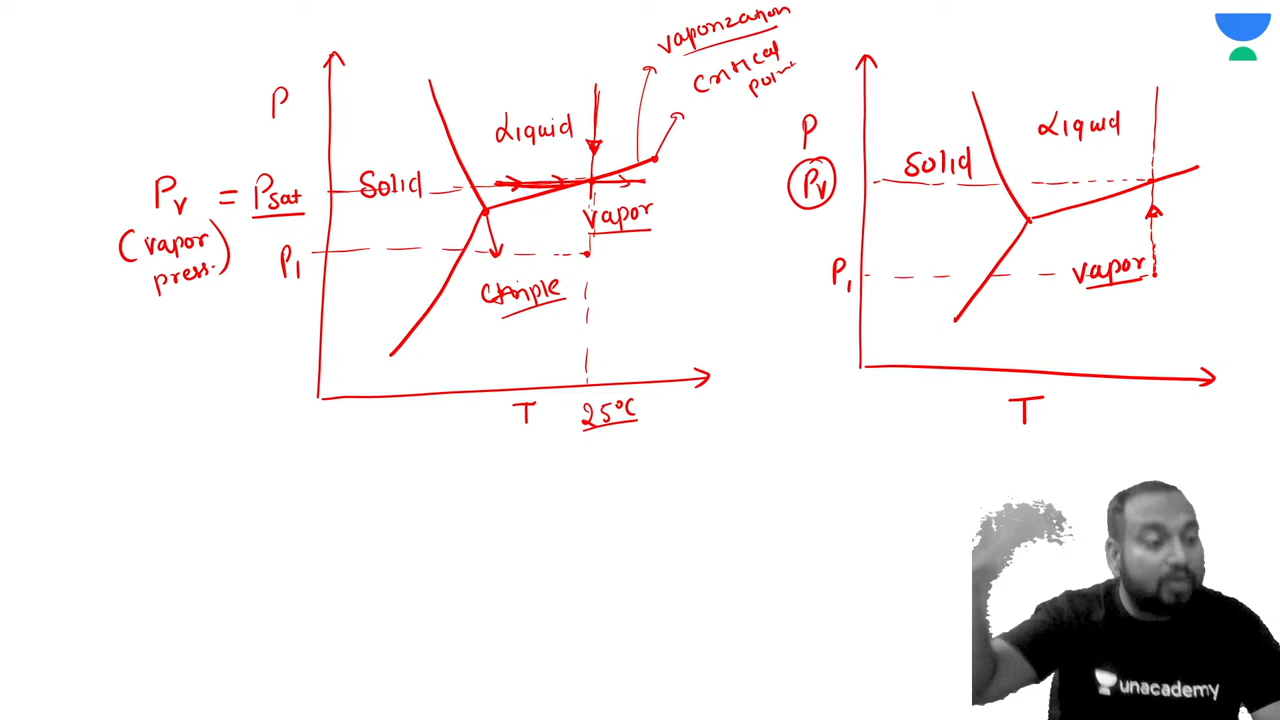 vaporization
critical
point
P
Liquid
Solid
Pv = Psat
(vapor
press.)
vapor
P1
triple
T
25°C
P
Pv
Liquid
Solid
P1
vapor
T
unacademy